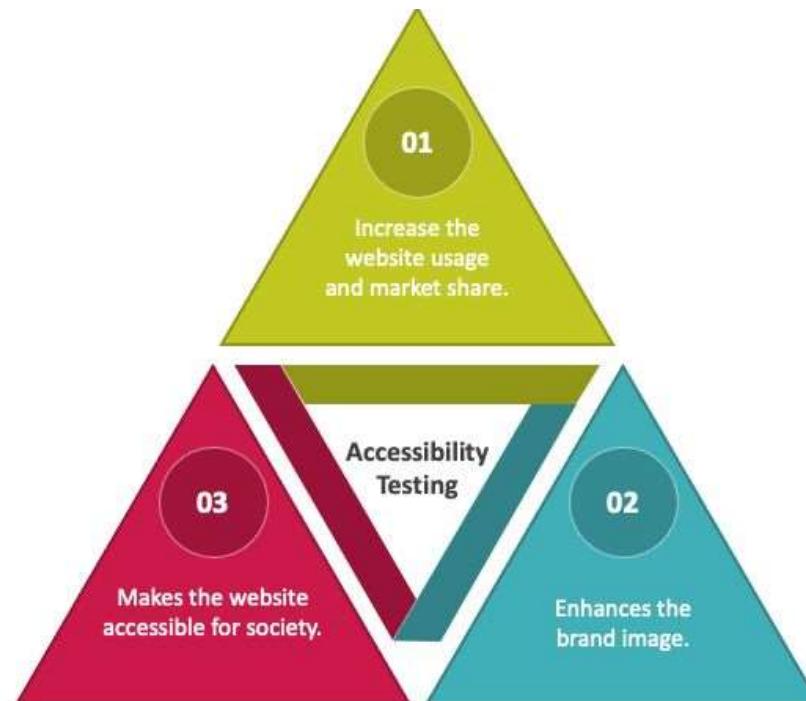 01
Increase the
website usage
and market share.
Accessibility
Testing
03
Makes the website
accessible for society.
02
Enhances the
brand image.